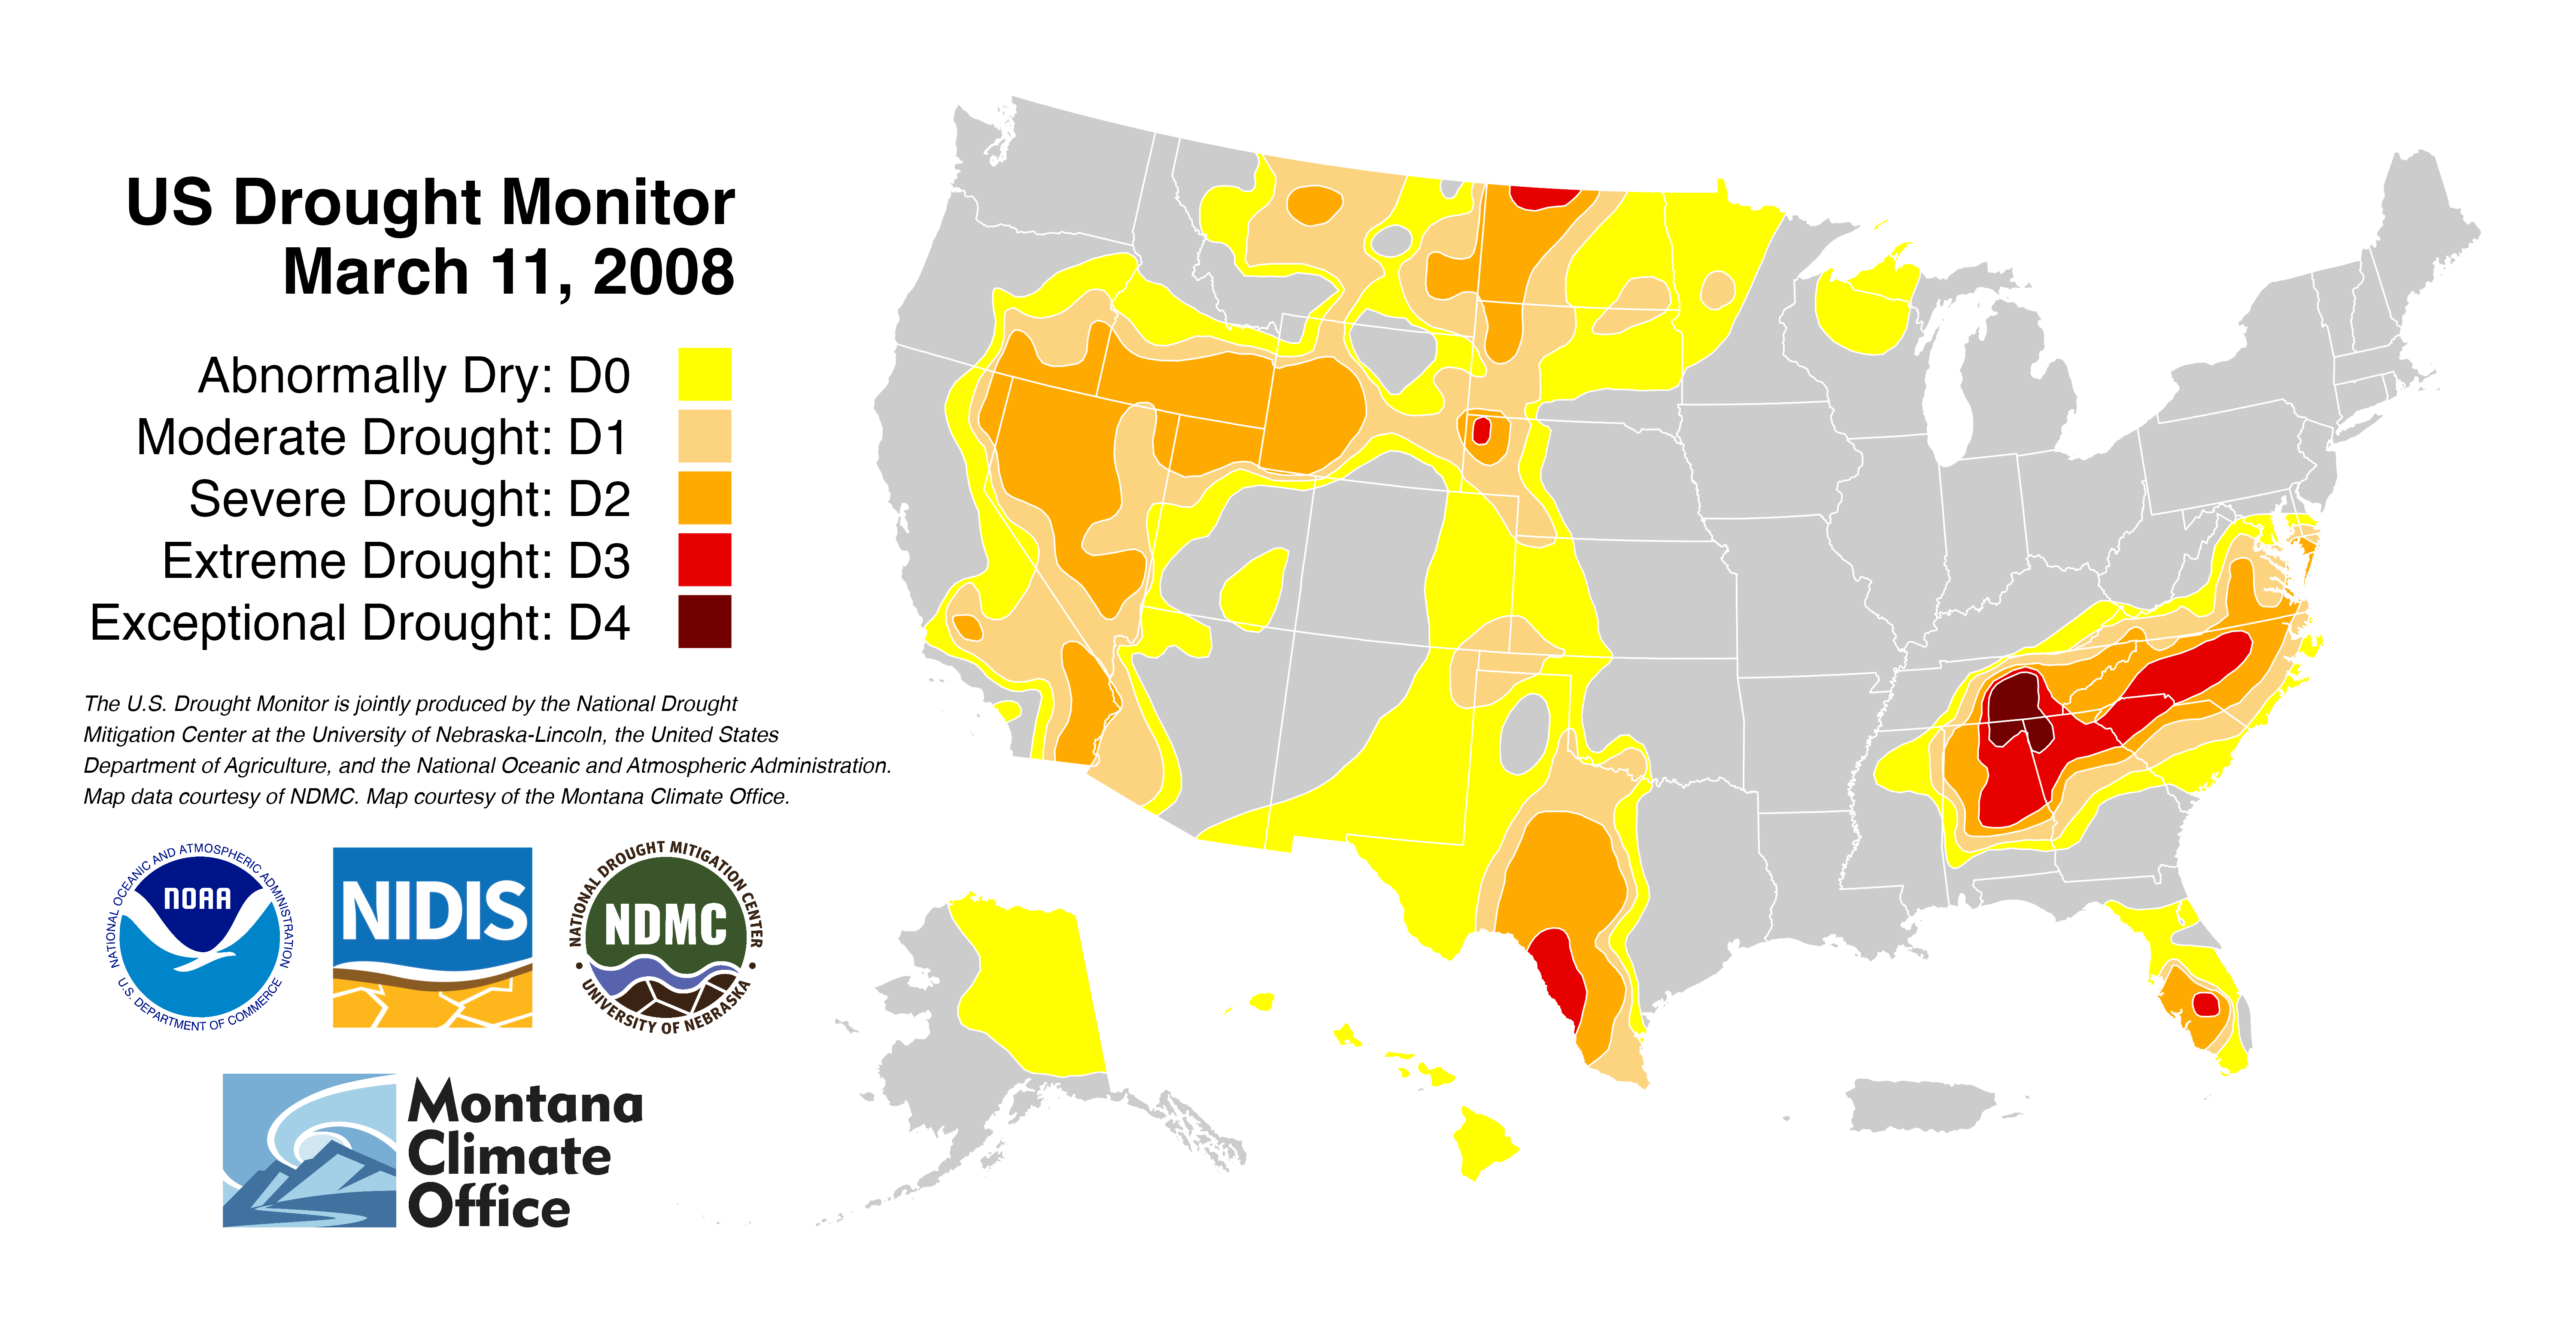 US Drought Monitor
March 11, 2008
Abnormally Dry: D0
Moderate Drought: D1
Severe Drought: D2
Extreme Drought: D3
Exceptional Drought: D4
The U.S. Drought Monitor is jointly produced by the National Drought
Mitigation Center at the University of Nebraska-Lincoln, the United States
Department of Agriculture, and the National Oceanic and Atmospheric Administration.
Map data courtesy of NDMC. Map courtesy of the Montana Climate Office.
NATIONAL OCEANIC AND ATMOSPHERIC ADMINISTRATION
NOAA
U.S. DEPARTMENT OF COMMERCE
NIDIS
NATIONAL DROUGHT MITIGATION CENTER
NDMC
UNIVERSITY OF NEBRASKA
Montana
Climate
Office